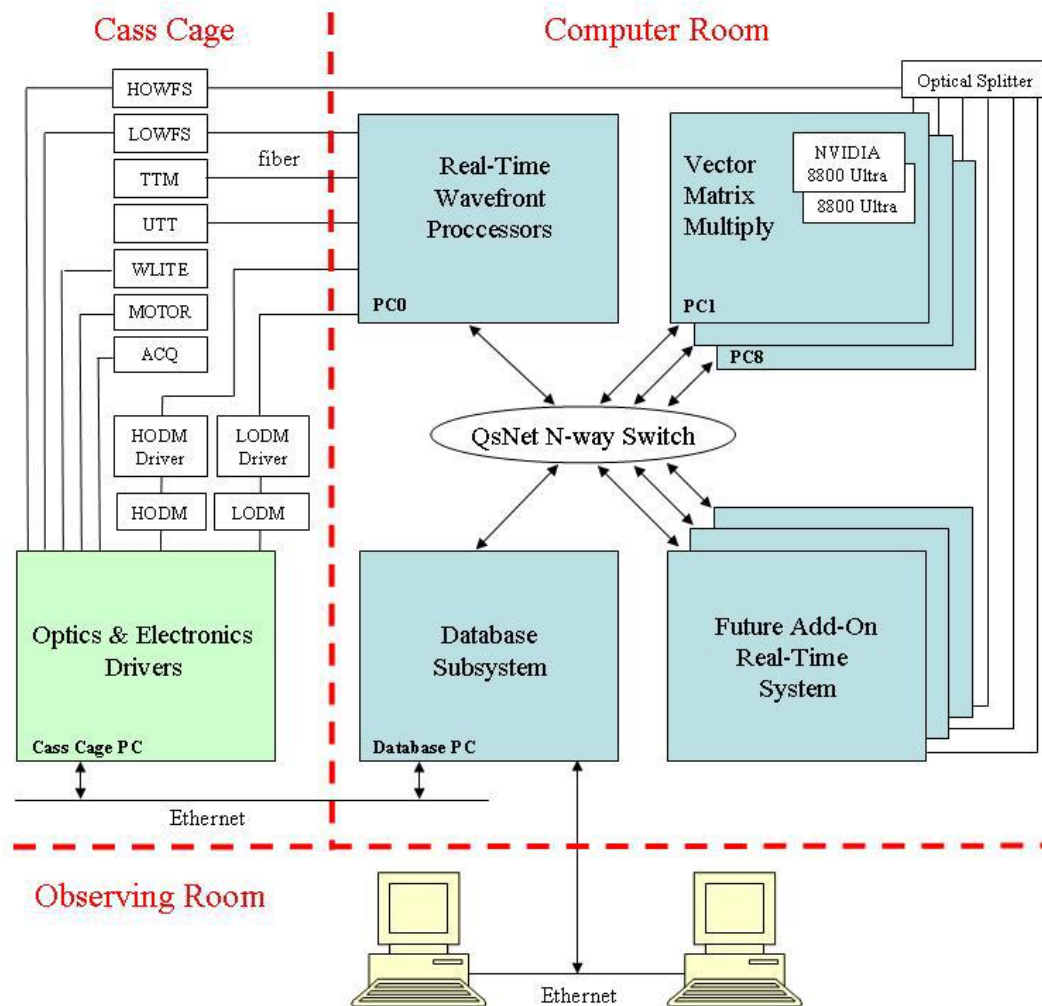 Cass Cage
Computer Room
HOWFS
Optical Splitter
LOWFS
fiber
TTM
UTT
WLITE
MOTOR
ACQ
Real-Time
Wavefront
Proccessors
PC0
Vector
Matrix
Multiply
NVIDIA
8800 Ultra
8800 Ultra
PC1
PC8
HODM
Driver
LODM
Driver
HODM
LODM
QsNet N-way Switch
Optics & Electronics
Drivers
Cass Cage PC
Database
Subsystem
Database PC
Future Add-On
Real-Time
System
Ethernet
Observing Room
Ethernet